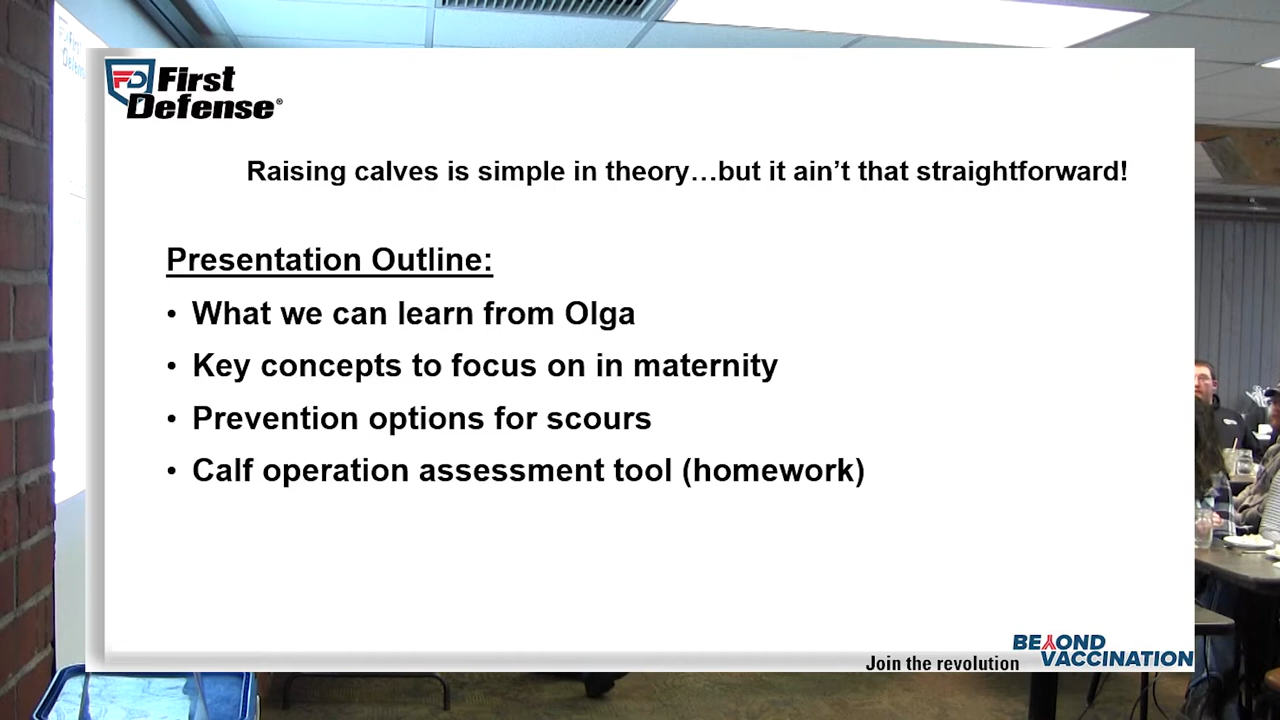 First
Defense®
Raising calves is simple in theory…but it ain’t that straightforward!
Presentation Outline:
• What we can learn from Olga
• Key concepts to focus on in maternity
• Prevention options for scours
• Calf operation assessment tool (homework)
Join the revolution
BEYOND
VACCINATION